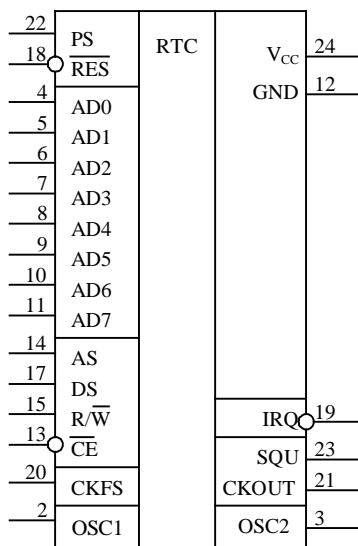 22 PS RTC V_CC 24
18 R̅E̅S̅ GND 12
4 AD0
5 AD1
6 AD2
7 AD3
8 AD4
9 AD5
10 AD6
11 AD7
14 AS
17 DS
15 R/W̅ IRQ 19
13 C̅E̅
SQU 23
20 CKFS CKOUT 21
2 OSC1 OSC2 3